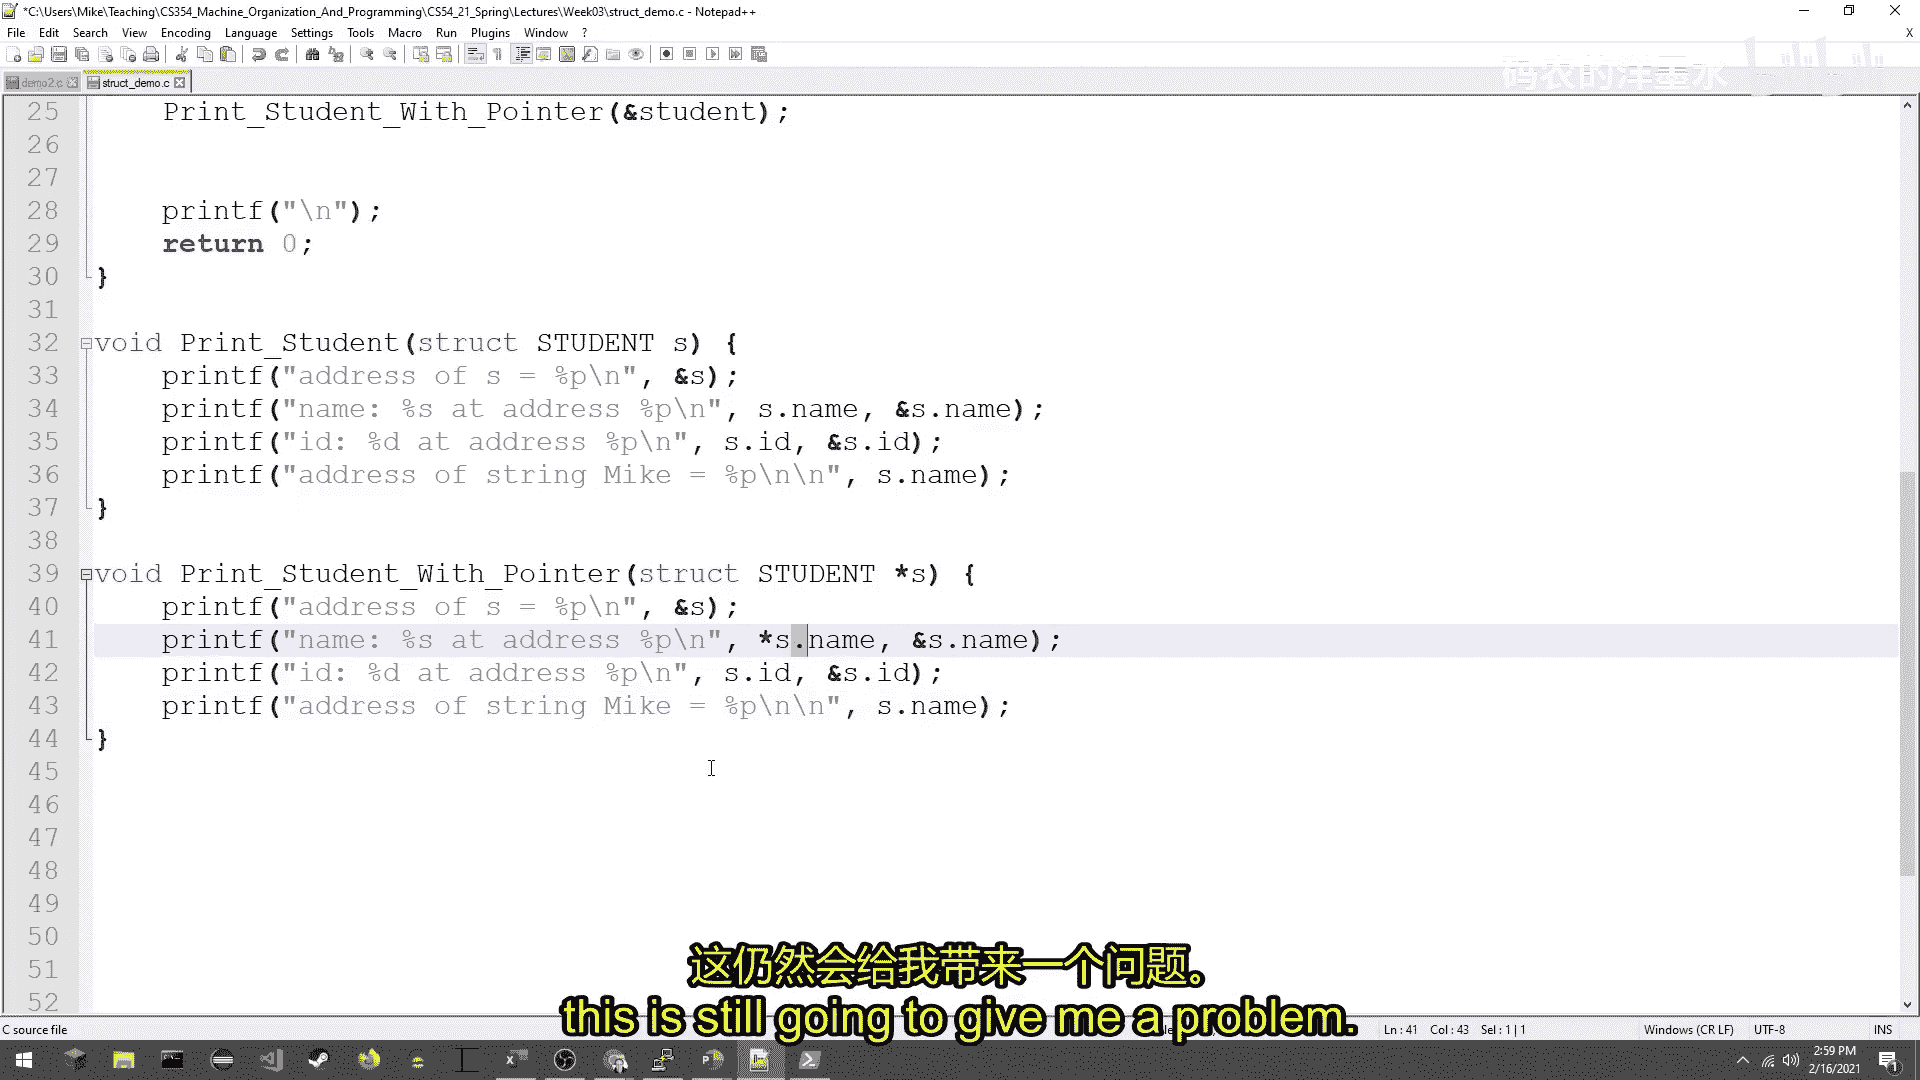 *C:\Users\Mike\Teaching\CS354_Machine_Organization_And_Programming\CS54_21_Spring\Lectures\Week03\struct_demo.c - Notepad++
File Edit Search View Encoding Language Settings Tools Macro Run Plugins Window ? X
码农的洋墨水
demo2.c struct_demo.c
25 Print_Student_With_Pointer(&student);
26
27
28 printf("\n");
29 return 0;
30 }
31
32 void Print_Student(struct STUDENT s) {
33 printf("address of s = %p\n", &s);
34 printf("name: %s at address %p\n", s.name, &s.name);
35 printf("id: %d at address %p\n", s.id, &s.id);
36 printf("address of string Mike = %p\n\n", s.name);
37 }
38
39 void Print_Student_With_Pointer(struct STUDENT *s) {
40 printf("address of s = %p\n", &s);
41 printf("name: %s at address %p\n", *s.name, &s.name);
42 printf("id: %d at address %p\n", s.id, &s.id);
43 printf("address of string Mike = %p\n\n", s.name);
44 }
45
46
47
48
49
50
51
52
这仍然会给我带来一个问题。
this is still going to give me a problem.
C source file Ln : 41 Col : 43 Sel : 1 | 1 Windows (CR LF) UTF-8 INS
2:59 PM
2/16/2021